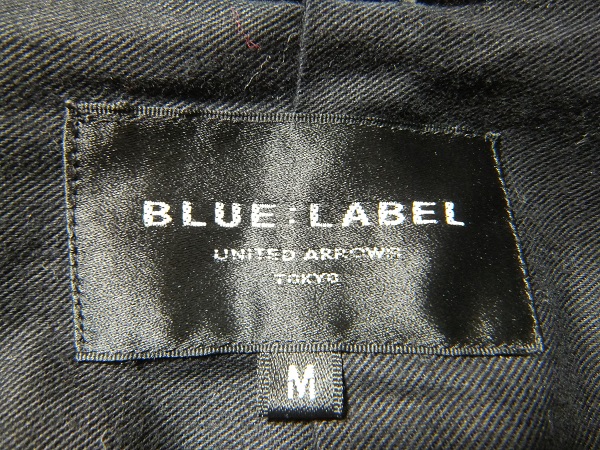 BLUE:LABEL
UNITED ARROWS
TOKYO
M